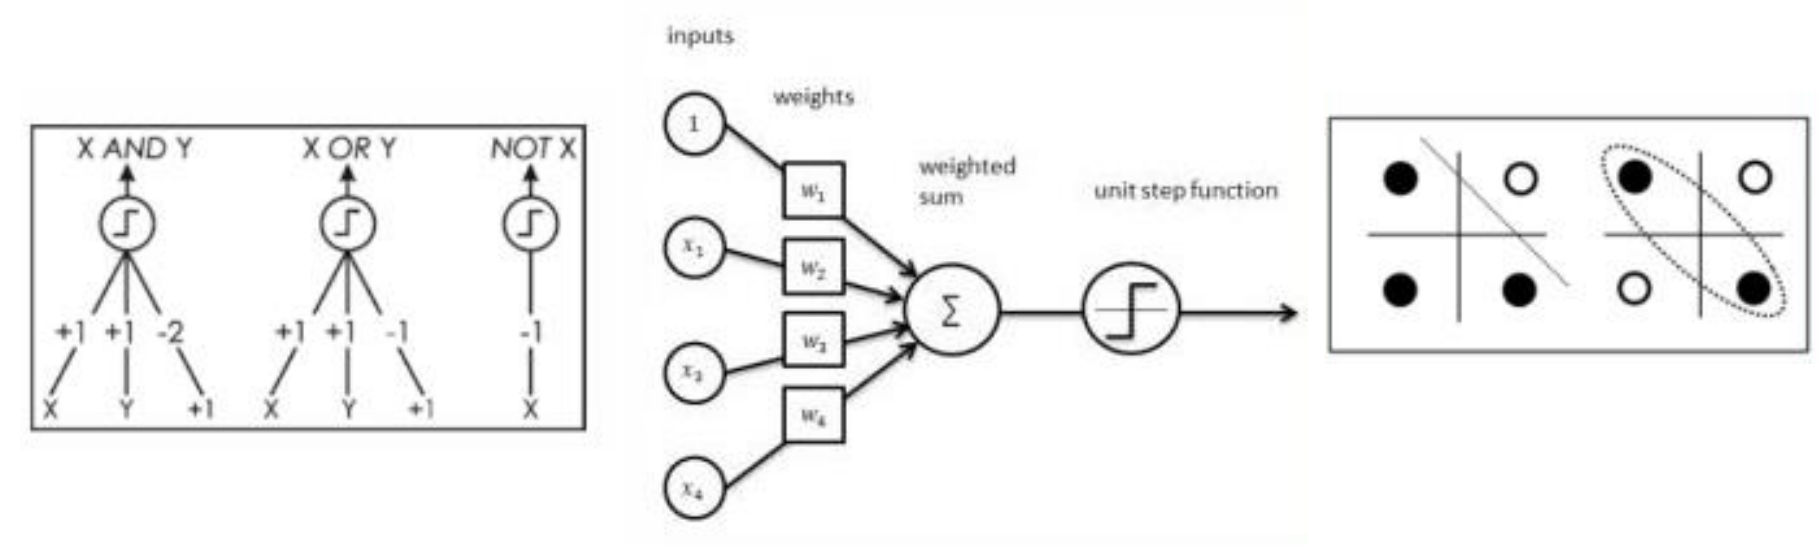 X AND Y
X OR Y
NOT X
+1 +1 -2
+1 +1 -1
-1
X Y +1
X Y +1
X
inputs
weights
weighted
sum
unit step function
1
x₁
x₃
x₄
w₁
w₂
w₃
w₄
Σ